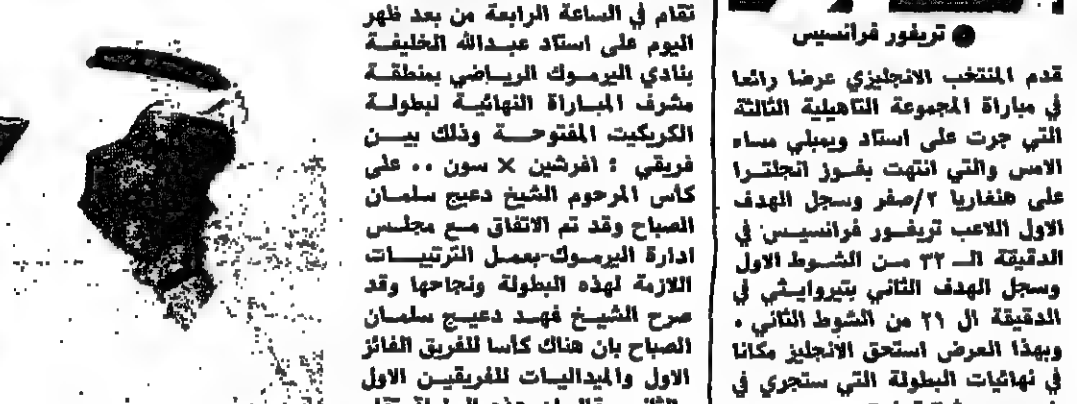 ● تريفور فرانسيس
قدم المنتخب الانجليزي عرضا رائعا
في مباراة المجموعة التاهيلية الثالثة
التي جرت على استاد ويمبلي مساء
الامس والتي انتهت بفوز انجلترا
على هنغاريا ٢/صفر وسجل الهدف
الاول اللاعب تريفور فرانسيس في
الدقيقة الـ ٣٢ من الشوط الاول
وسجل الهدف الثاني بتيروايثي في
الدقيقة ال ٢١ من الشوط الثاني .
وبهذا العرض استحق الانجليز مكانا
في نهائيات البطولة التي ستجري في
تقام في الساعة الرابعة من بعد ظهر
اليوم على استاد عبدالله الخليفة
بنادي اليرموك الرياضي بمنطقة
مشرف المباراة النهائية لبطولة
الكريكيت المفتوحة وذلك بين
فريقي : افرشين × سون .. على
كأس المرحوم الشيخ دعيج سلمان
الصباح وقد تم الاتفاق مع مجلس
ادارة اليرموك-بعمل الترتيبات
اللازمة لهذه البطولة ونجاحها وقد
صرح الشيخ فهد دعيج سلمان
الصباح بان هناك كأسا للفريق الفائز
الاول والميداليات للفريقين الاول